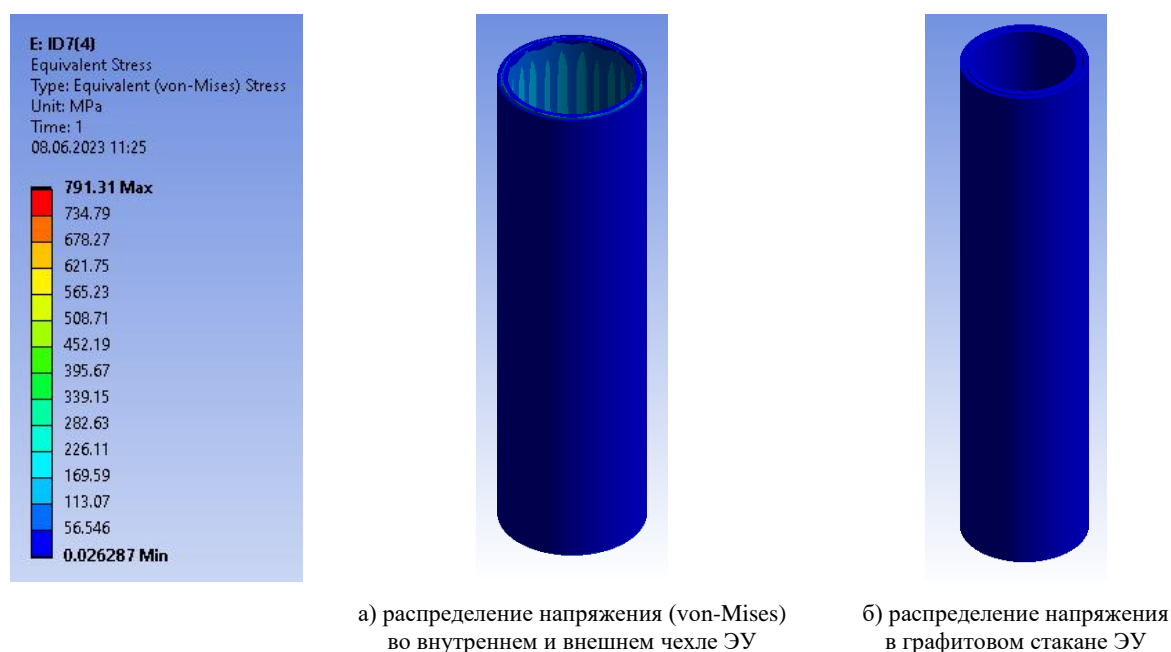 E: ID7(4)
Equivalent Stress
Type: Equivalent (von-Mises) Stress
Unit: MPa
Time: 1
08.06.2023 11:25
791.31 Max
734.79
678.27
621.75
565.23
508.71
452.19
395.67
339.15
282.63
226.11
169.59
113.07
56.546
0.026287 Min
а) распределение напряжения (von-Mises)
во внутреннем и внешнем чехле ЭУ
б) распределение напряжения
в графитовом стакане ЭУ